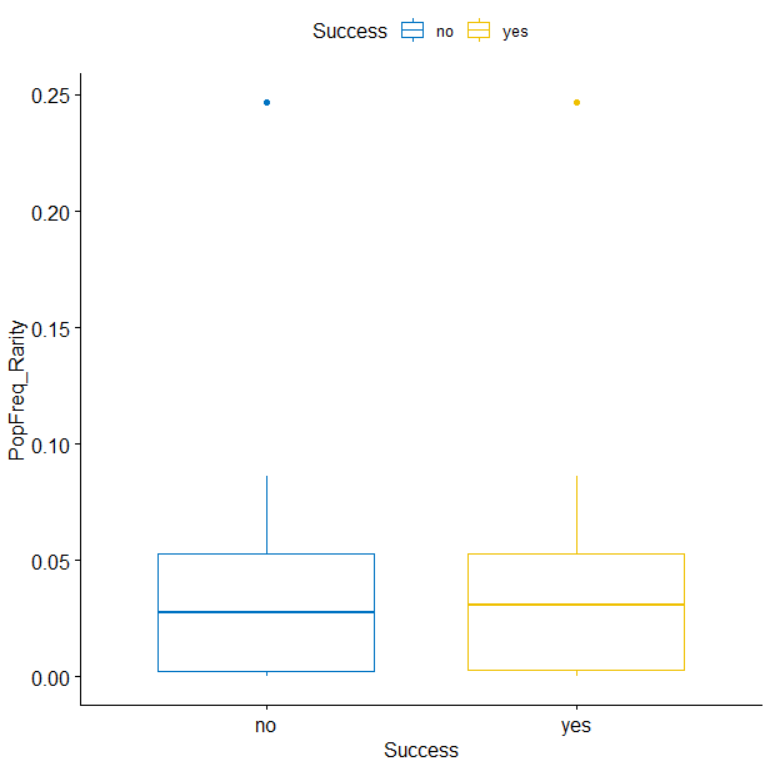 Success no yes
0.25
0.20
0.15
0.10
0.05
0.00
PopFreq_Rarity
no yes
Success